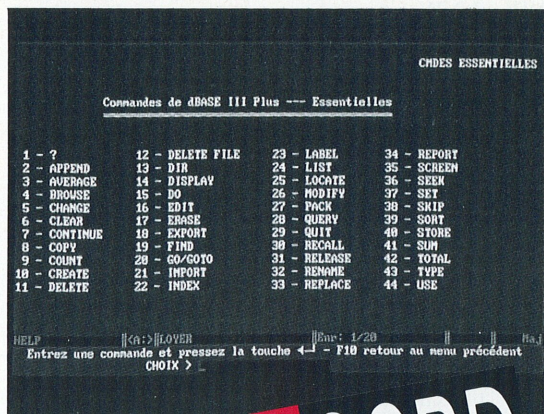 CMDES ESSENTIELLES
Commandes de dBASE III Plus --- Essentielles
1 - ? 12 - DELETE FILE 23 - LABEL 34 - REPORT
2 - APPEND 13 - DIR 24 - LIST 35 - SCREEN
3 - AVERAGE 14 - DISPLAY 25 - LOCATE 36 - SEEK
4 - BROWSE 15 - DO 26 - MODIFY 37 - SET
5 - CHANGE 16 - EDIT 27 - PACK 38 - SKIP
6 - CLEAR 17 - ERASE 28 - QUERY 39 - SORT
7 - CONTINUE 18 - EXPORT 29 - QUIT 40 - STORE
8 - COPY 19 - FIND 30 - RECALL 41 - SUM
9 - COUNT 20 - GO/GOTO 31 - RELEASE 42 - TOTAL
10 - CREATE 21 - IMPORT 32 - RENAME 43 - TYPE
11 - DELETE 22 - INDEX 33 - REPLACE 44 - USE
HELP ║<A:>║LOYER ║Enr: 1/20 ║ ║ Maj
Entrez une commande et pressez la touche ◄┘ - F10 retour au menu précédent
CHOIX > _